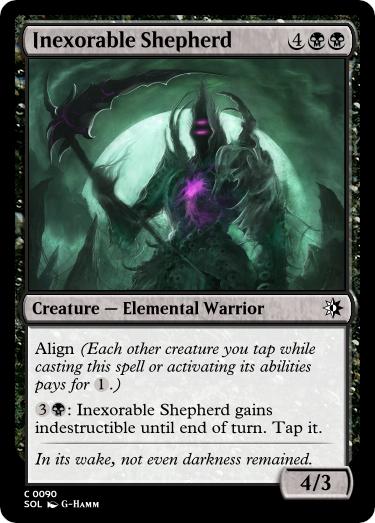 Inexorable Shepherd 4
Creature — Elemental Warrior
Align (Each other creature you tap while
casting this spell or activating its abilities
pays for 1.)
3: Inexorable Shepherd gains
indestructible until end of turn. Tap it.
In its wake, not even darkness remained.
4/3
C 0090
SOL G-Hamm